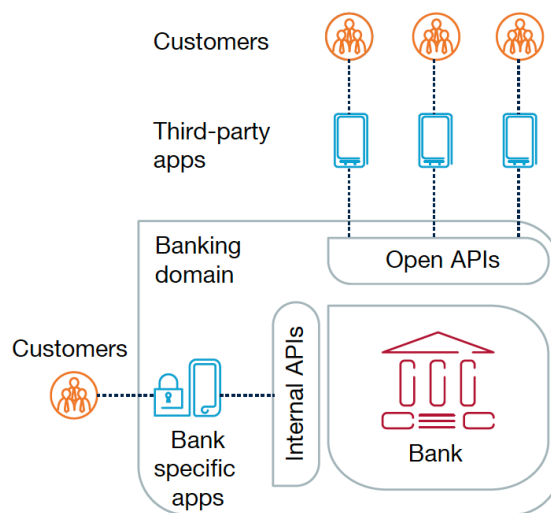 Customers
Third-party
apps
Banking
domain
Open APIs
Customers
Internal APIs
Bank
specific
apps
Bank